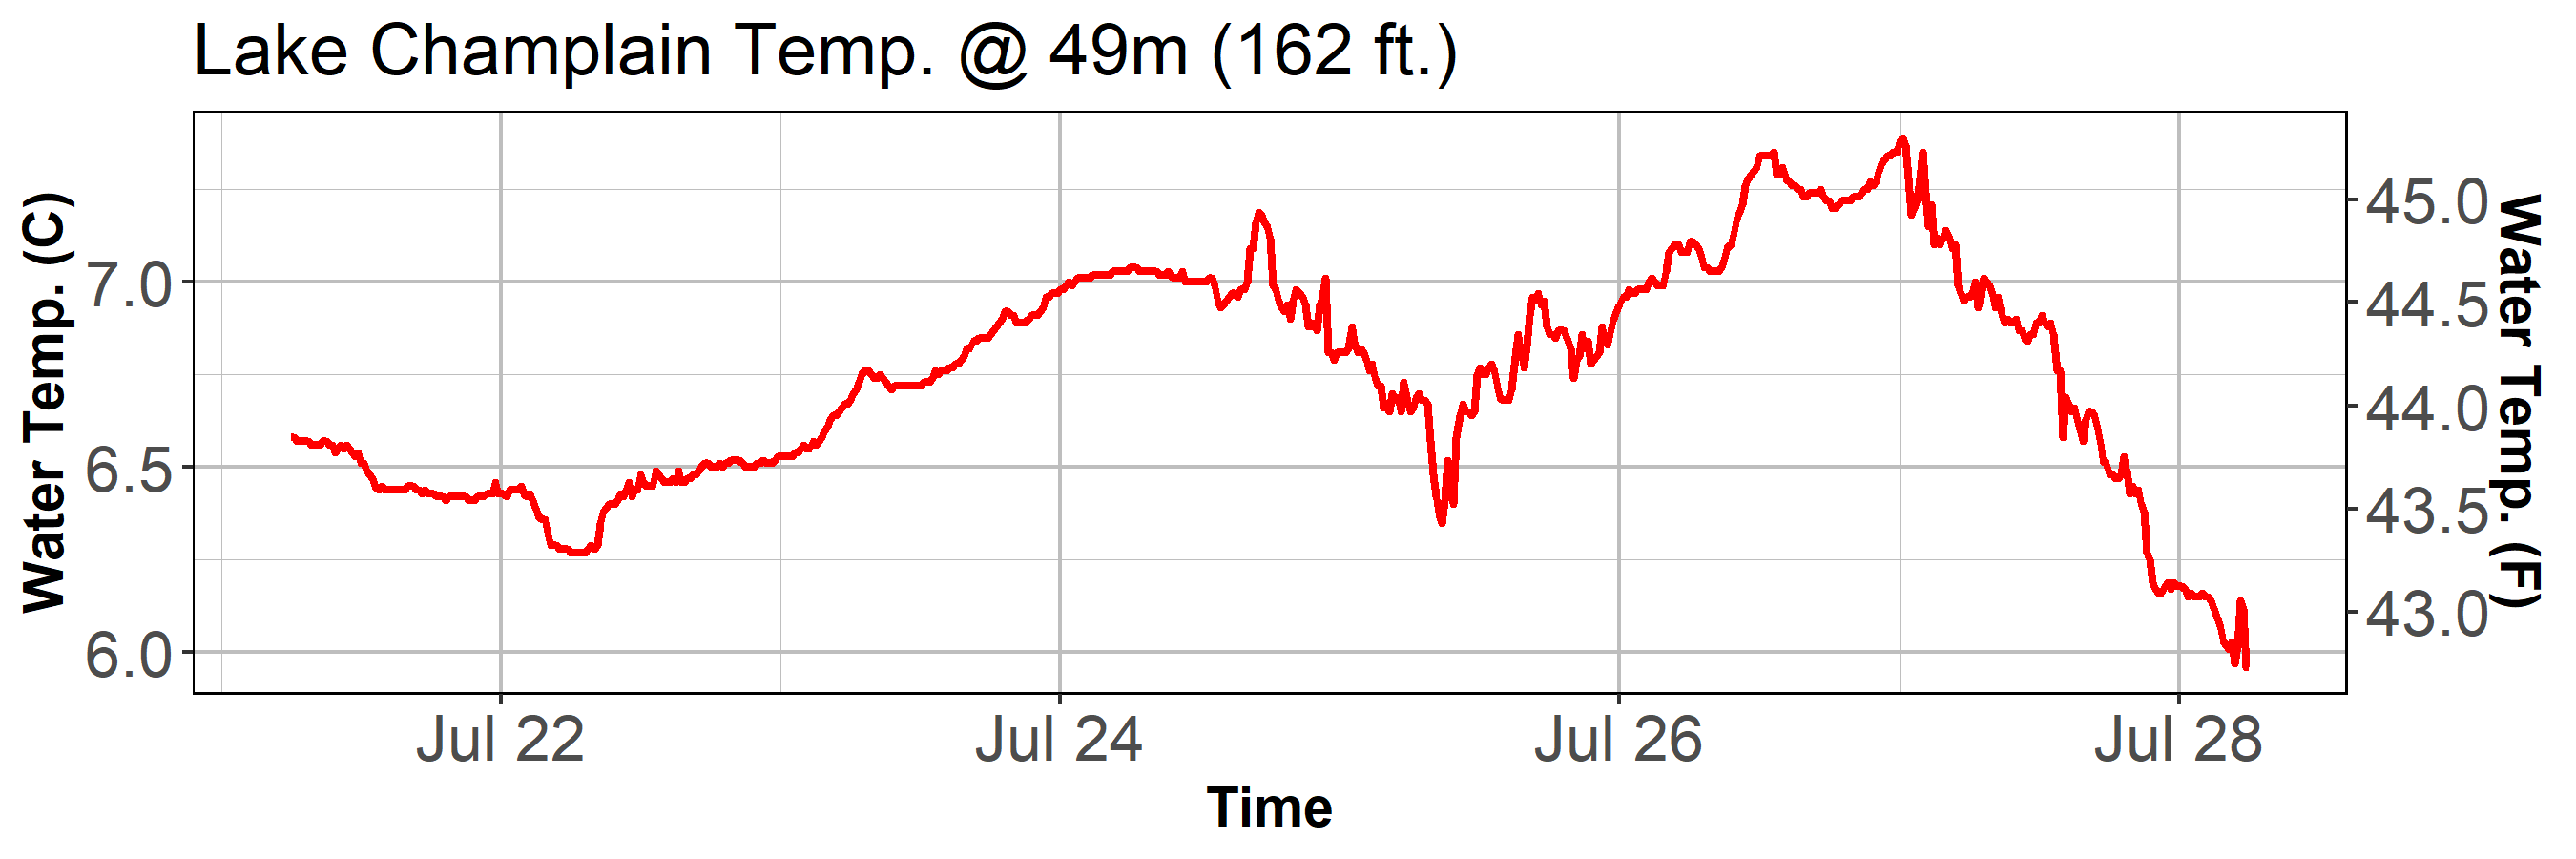 Lake Champlain Temp. @ 49m (162 ft.)
Water Temp. (C)
7.0
6.5
6.0
45.0
44.5
44.0
43.5
43.0
Water Temp. (F)
Jul 22
Jul 24
Jul 26
Jul 28
Time